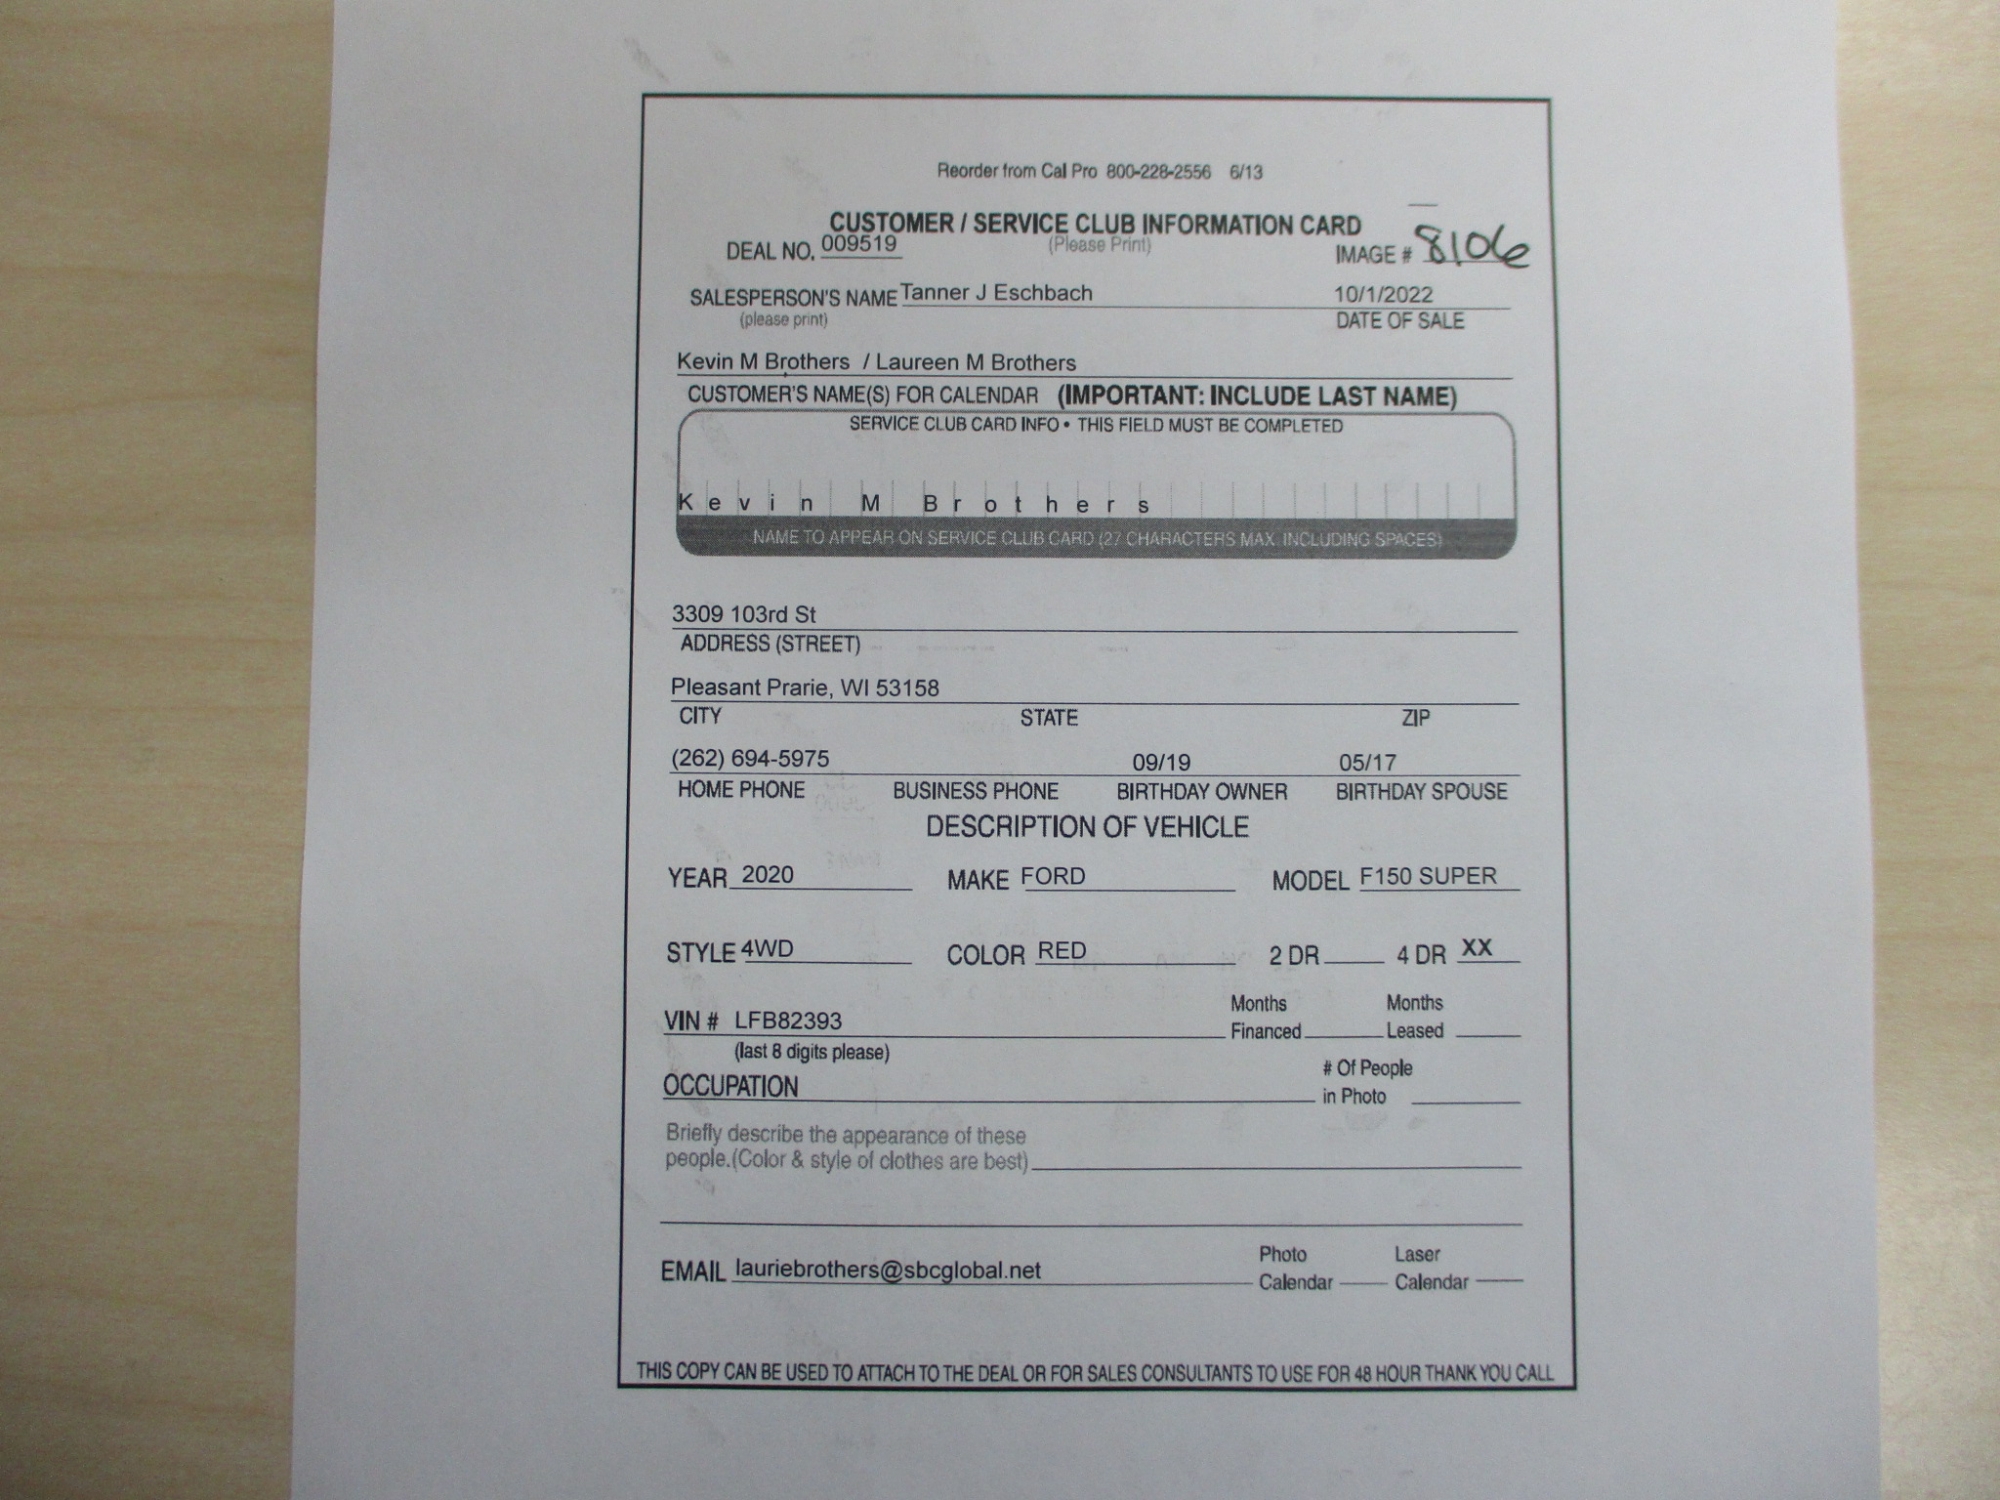 Reorder from Cal Pro 800-228-2556 6/13
CUSTOMER / SERVICE CLUB INFORMATION CARD
DEAL NO. 009519 (Please Print) IMAGE # 8106
SALESPERSON'S NAME Tanner J Eschbach 10/1/2022
(please print) DATE OF SALE
Kevin M Brothers / Laureen M Brothers
CUSTOMER'S NAME(S) FOR CALENDAR (IMPORTANT: INCLUDE LAST NAME)
SERVICE CLUB CARD INFO • THIS FIELD MUST BE COMPLETED
Kevin M Brothers
NAME TO APPEAR ON SERVICE CLUB CARD (27 CHARACTERS MAX. INCLUDING SPACES)
3309 103rd St
ADDRESS (STREET)
Pleasant Prarie, WI 53158
CITY STATE ZIP
(262) 694-5975 09/19 05/17
HOME PHONE BUSINESS PHONE BIRTHDAY OWNER BIRTHDAY SPOUSE
DESCRIPTION OF VEHICLE
YEAR 2020 MAKE FORD MODEL F150 SUPER
STYLE 4WD COLOR RED 2 DR 4 DR XX
Months Months
VIN # LFB82393 Financed Leased
(last 8 digits please)
# Of People
OCCUPATION in Photo
Briefly describe the appearance of these
people.(Color & style of clothes are best)
Photo Laser
EMAIL lauriebrothers@sbcglobal.net Calendar Calendar
THIS COPY CAN BE USED TO ATTACH TO THE DEAL OR FOR SALES CONSULTANTS TO USE FOR 48 HOUR THANK YOU CALL